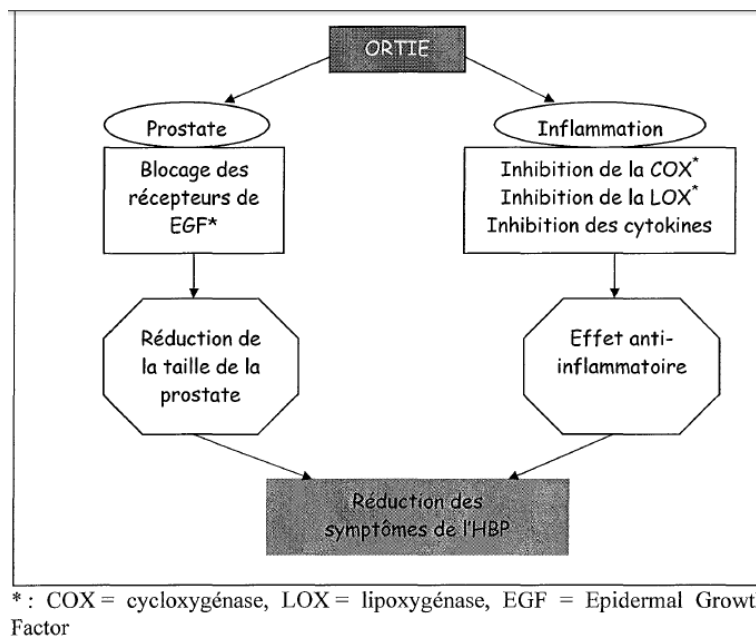 ORTIE
Prostate
Blocage des
récepteurs de
EGF*
Réduction de
la taille de la
prostate
Inflammation
Inhibition de la COX*
Inhibition de la LOX*
Inhibition des cytokines
Effet anti-
inflammatoire
Réduction des
symptômes de l'HBP
* : COX = cycloxygénase, LOX = lipoxygénase, EGF = Epidermal Growt
Factor